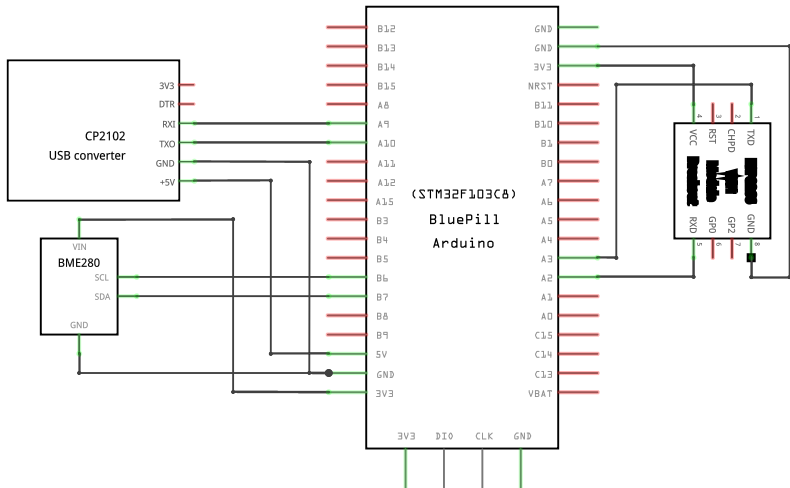 CP2102
USB converter
3V3
DTR
RXI
TXO
GND
+5V
VIN
BME280
SCL
SDA
GND
B12
B13
B14
B15
A8
A9
A10
A11
A12
A15
B3
B4
B5
B6
B7
B8
B9
5V
GND
3V3
(STM32F103C8)
BluePill
Arduino
GND
GND
3V3
NRST
B11
B10
B1
B0
A7
A6
A5
A4
A3
A2
A1
A0
C15
C14
C13
VBAT
3V3 DIO CLK GND
4 3 2 1
VCC RST CHPD TXD
RXD GP0 GP2 GND
5 6 7 8